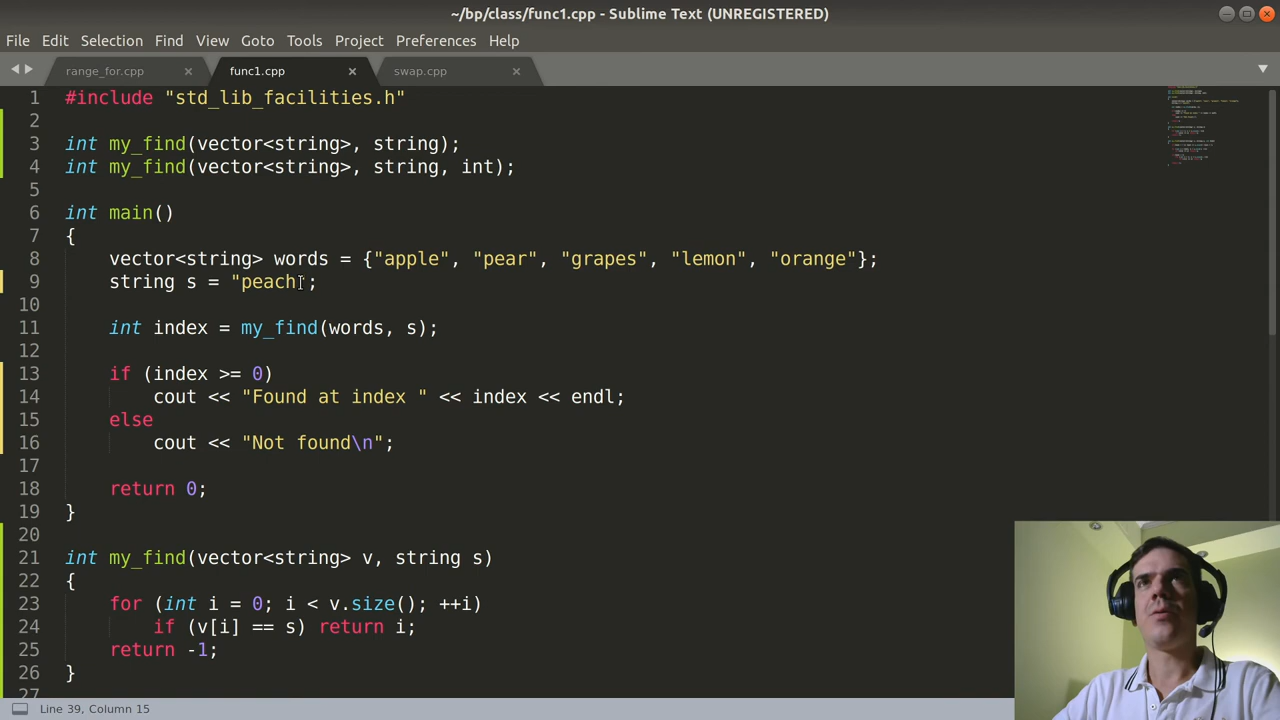 ~/bp/class/func1.cpp - Sublime Text (UNREGISTERED)
File Edit Selection Find View Goto Tools Project Preferences Help
range_for.cpp func1.cpp swap.cpp
1 #include "std_lib_facilities.h"
2
3 int my_find(vector<string>, string);
4 int my_find(vector<string>, string, int);
5
6 int main()
7 {
8 vector<string> words = {"apple", "pear", "grapes", "lemon", "orange"};
9 string s = "peach";
10
11 int index = my_find(words, s);
12
13 if (index >= 0)
14 cout << "Found at index " << index << endl;
15 else
16 cout << "Not found\n";
17
18 return 0;
19 }
20
21 int my_find(vector<string> v, string s)
22 {
23 for (int i = 0; i < v.size(); ++i)
24 if (v[i] == s) return i;
25 return -1;
26 }
27
Line 39, Column 15